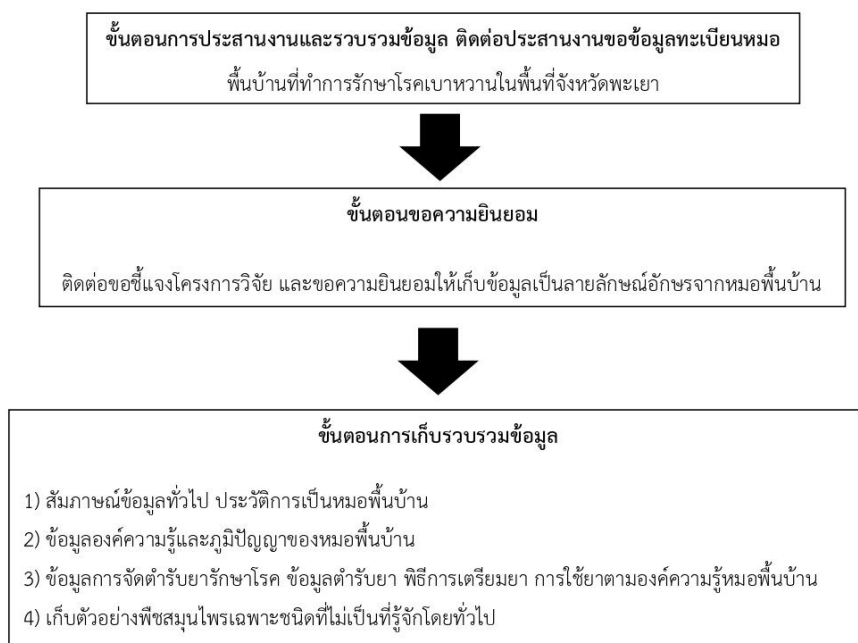 ขั้นตอนการประสานงานและรวบรวมข้อมูล ติดต่อประสานงานขอข้อมูลทะเบียนหมอ
พื้นบ้านที่ทำการรักษาโรคเบาหวานในพื้นที่จังหวัดพะเยา
ขั้นตอนขอความยินยอม
ติดต่อขอชี้แจงโครงการวิจัย และขอความยินยอมให้เก็บข้อมูลเป็นลายลักษณ์อักษรจากหมอพื้นบ้าน
ขั้นตอนการเก็บรวบรวมข้อมูล
1) สัมภาษณ์ข้อมูลทั่วไป ประวัติการเป็นหมอพื้นบ้าน
2) ข้อมูลองค์ความรู้และภูมิปัญญาของหมอพื้นบ้าน
3) ข้อมูลการจัดตำรับยารักษาโรค ข้อมูลตำรับยา พิธีการเตรียมยา การใช้ยาตามองค์ความรู้หมอพื้นบ้าน
4) เก็บตัวอย่างพืชสมุนไพรเฉพาะชนิดที่ไม่เป็นที่รู้จักโดยทั่วไป